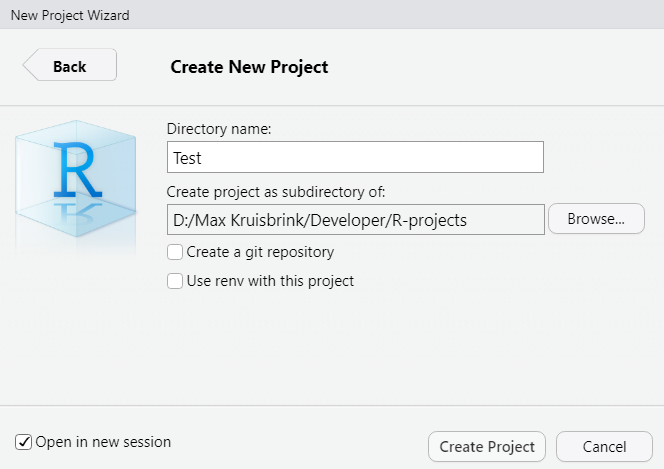 New Project Wizard
Back
Create New Project
R
Directory name:
Test
Create project as subdirectory of:
D:/Max Kruisbrink/Developer/R-projects
Browse...
Create a git repository
Use renv with this project
Open in new session
Create Project
Cancel